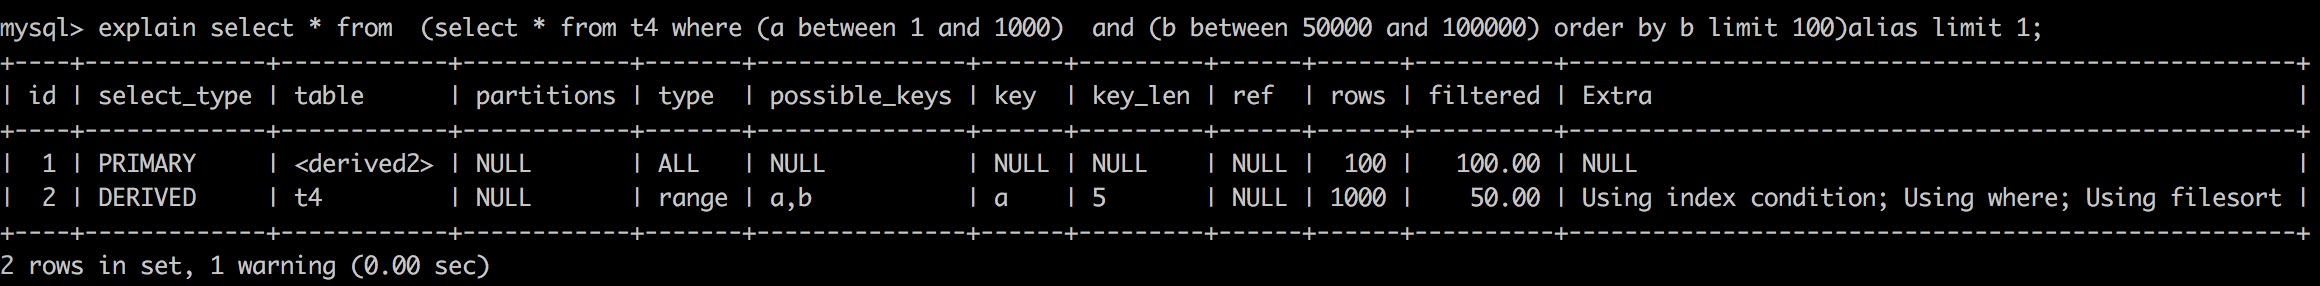 mysql> explain select * from  (select * from t4 where (a between 1 and 1000)  and (b between 50000 and 100000) order by b limit 100)alias limit 1;
+----+-------------+------------+------------+-------+---------------+------+---------+------+------+----------+----------------------------------------------------+
| id | select_type | table      | partitions | type  | possible_keys | key  | key_len | ref  | rows | filtered | Extra                                              |
+----+-------------+------------+------------+-------+---------------+------+---------+------+------+----------+----------------------------------------------------+
|  1 | PRIMARY     | <derived2> | NULL       | ALL   | NULL          | NULL | NULL    | NULL |  100 |   100.00 | NULL                                               |
|  2 | DERIVED     | t4         | NULL       | range | a,b           | a    | 5       | NULL | 1000 |    50.00 | Using index condition; Using where; Using filesort |
+----+-------------+------------+------------+-------+---------------+------+---------+------+------+----------+----------------------------------------------------+
2 rows in set, 1 warning (0.00 sec)